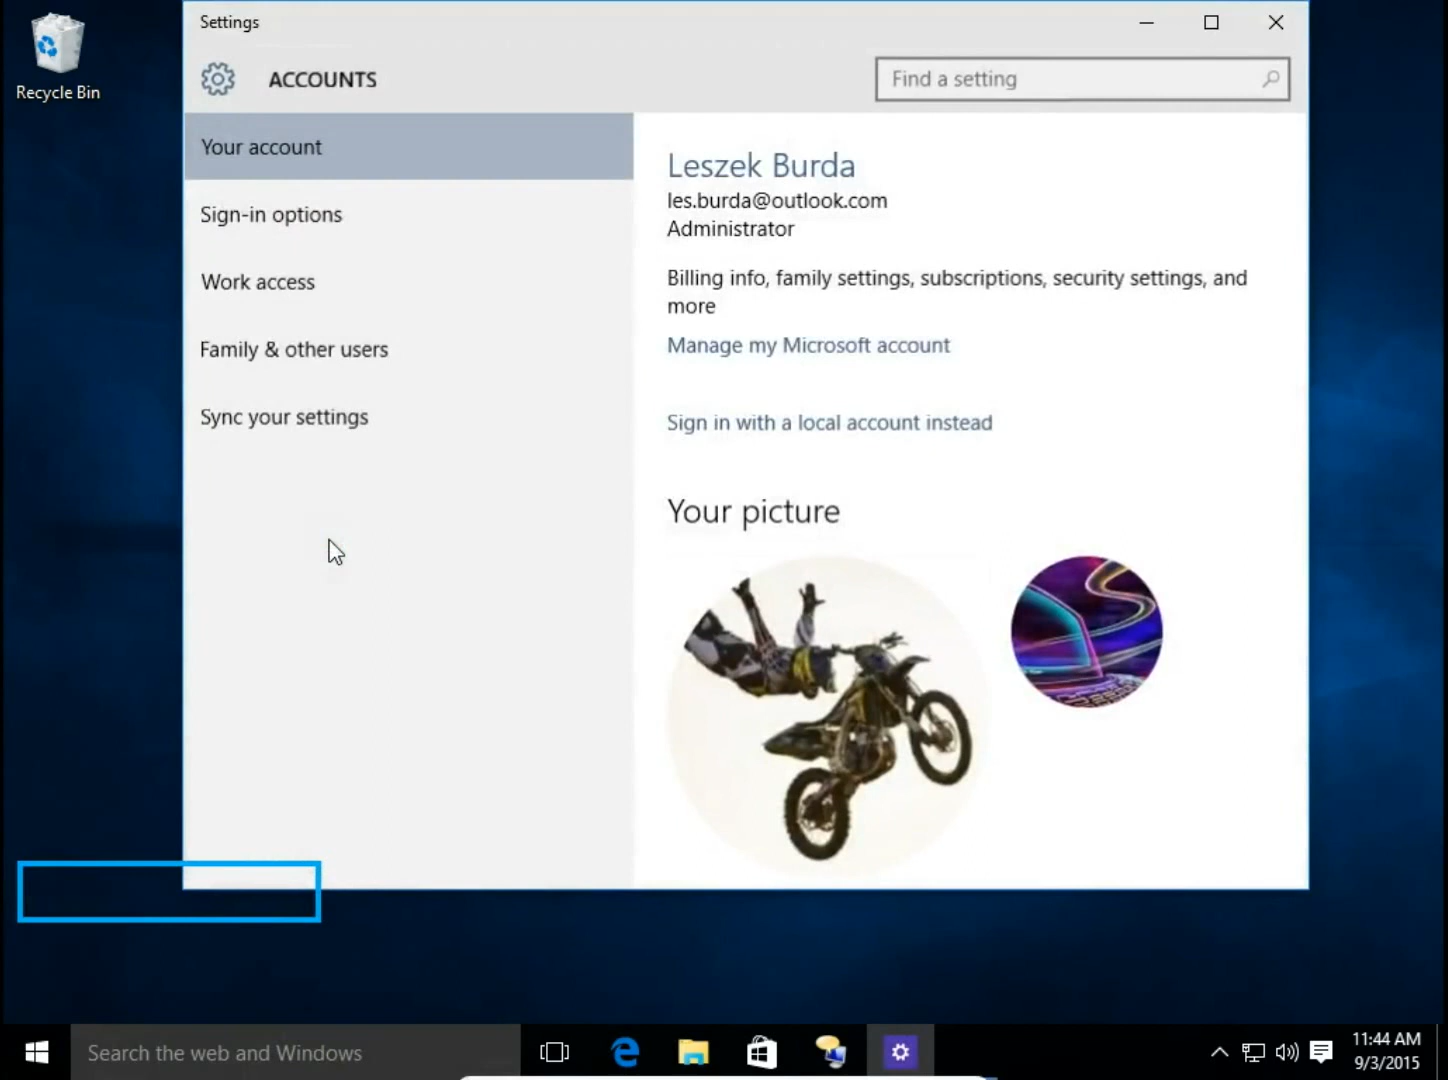 Recycle Bin
Settings
ACCOUNTS
Find a setting
Your account
Sign-in options
Work access
Family & other users
Sync your settings
Leszek Burda
les.burda@outlook.com
Administrator
Billing info, family settings, subscriptions, security settings, and
more
Manage my Microsoft account
Sign in with a local account instead
Your picture
Search the web and Windows
11:44 AM
9/3/2015